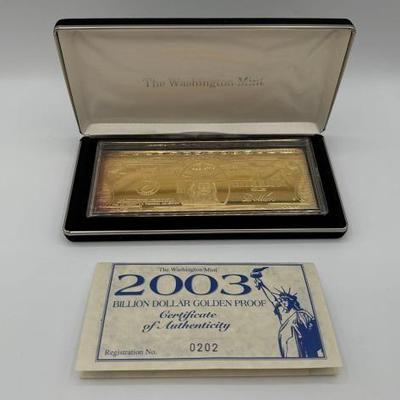 The Washington Mint
The Washington Mint
2003
BILLION DOLLAR GOLDEN PROOF
Certificate
of Authenticity
Registration No. 0202